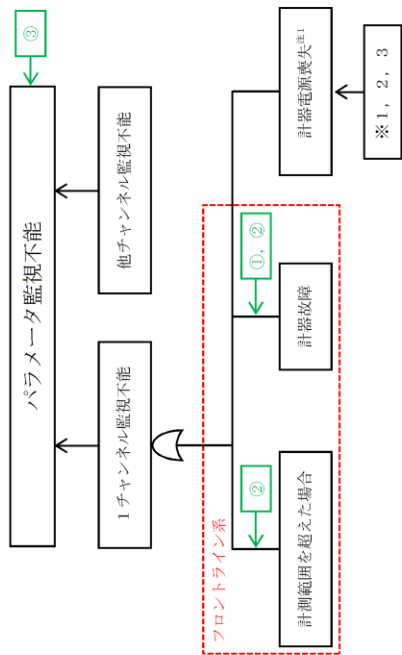 パラメータ監視不能
③
1チャンネル監視不能
他チャンネル監視不能
フロントライン系
②
①，②
計測範囲を超えた場合
計器故障
計器電源喪失注1
※1，2，3